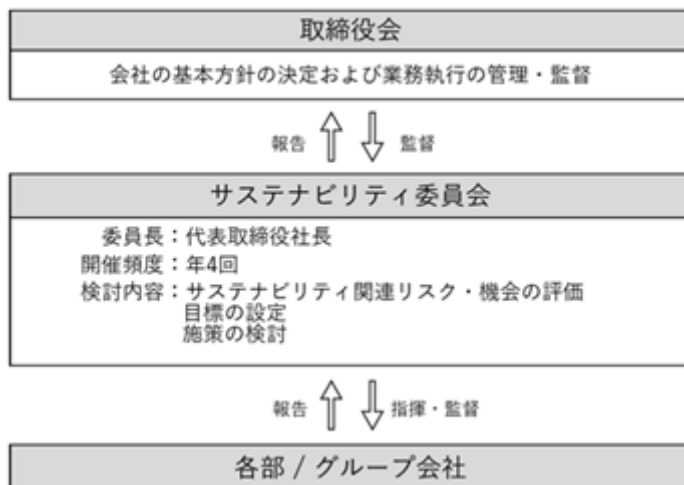 取締役会
会社の基本方針の決定および業務執行の管理・監督
報告 監督
サステナビリティ委員会
委員長：代表取締役社長
開催頻度：年4回
検討内容：サステナビリティ関連リスク・機会の評価
目標の設定
施策の検討
報告 指揮・監督
各部 / グループ会社